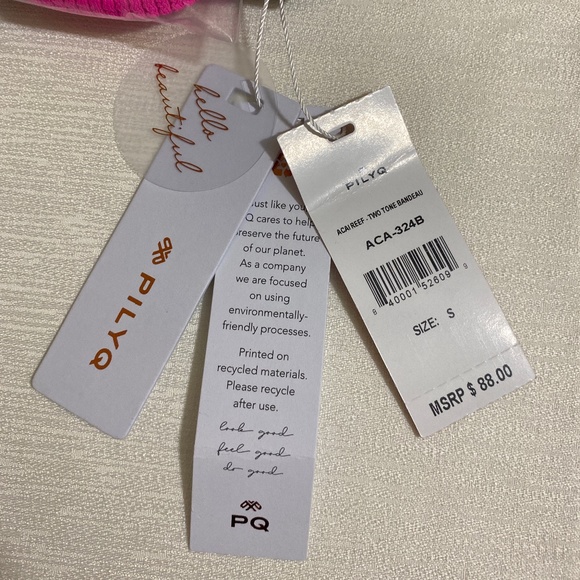 hello
beautiful
PILYQ
just like you
Q cares to help
preserve the future
of our planet.
As a company
we are focused
on using
environmentally-
friendly processes.
Printed on
recycled materials.
Please recycle
after use.
look good
feel good
do good
PQ
PILYQ
ACAI REEF - TWO TONE BANDEAU
ACA-324B
8 40001 52609 9
SIZE: S
MSRP $ 88.00